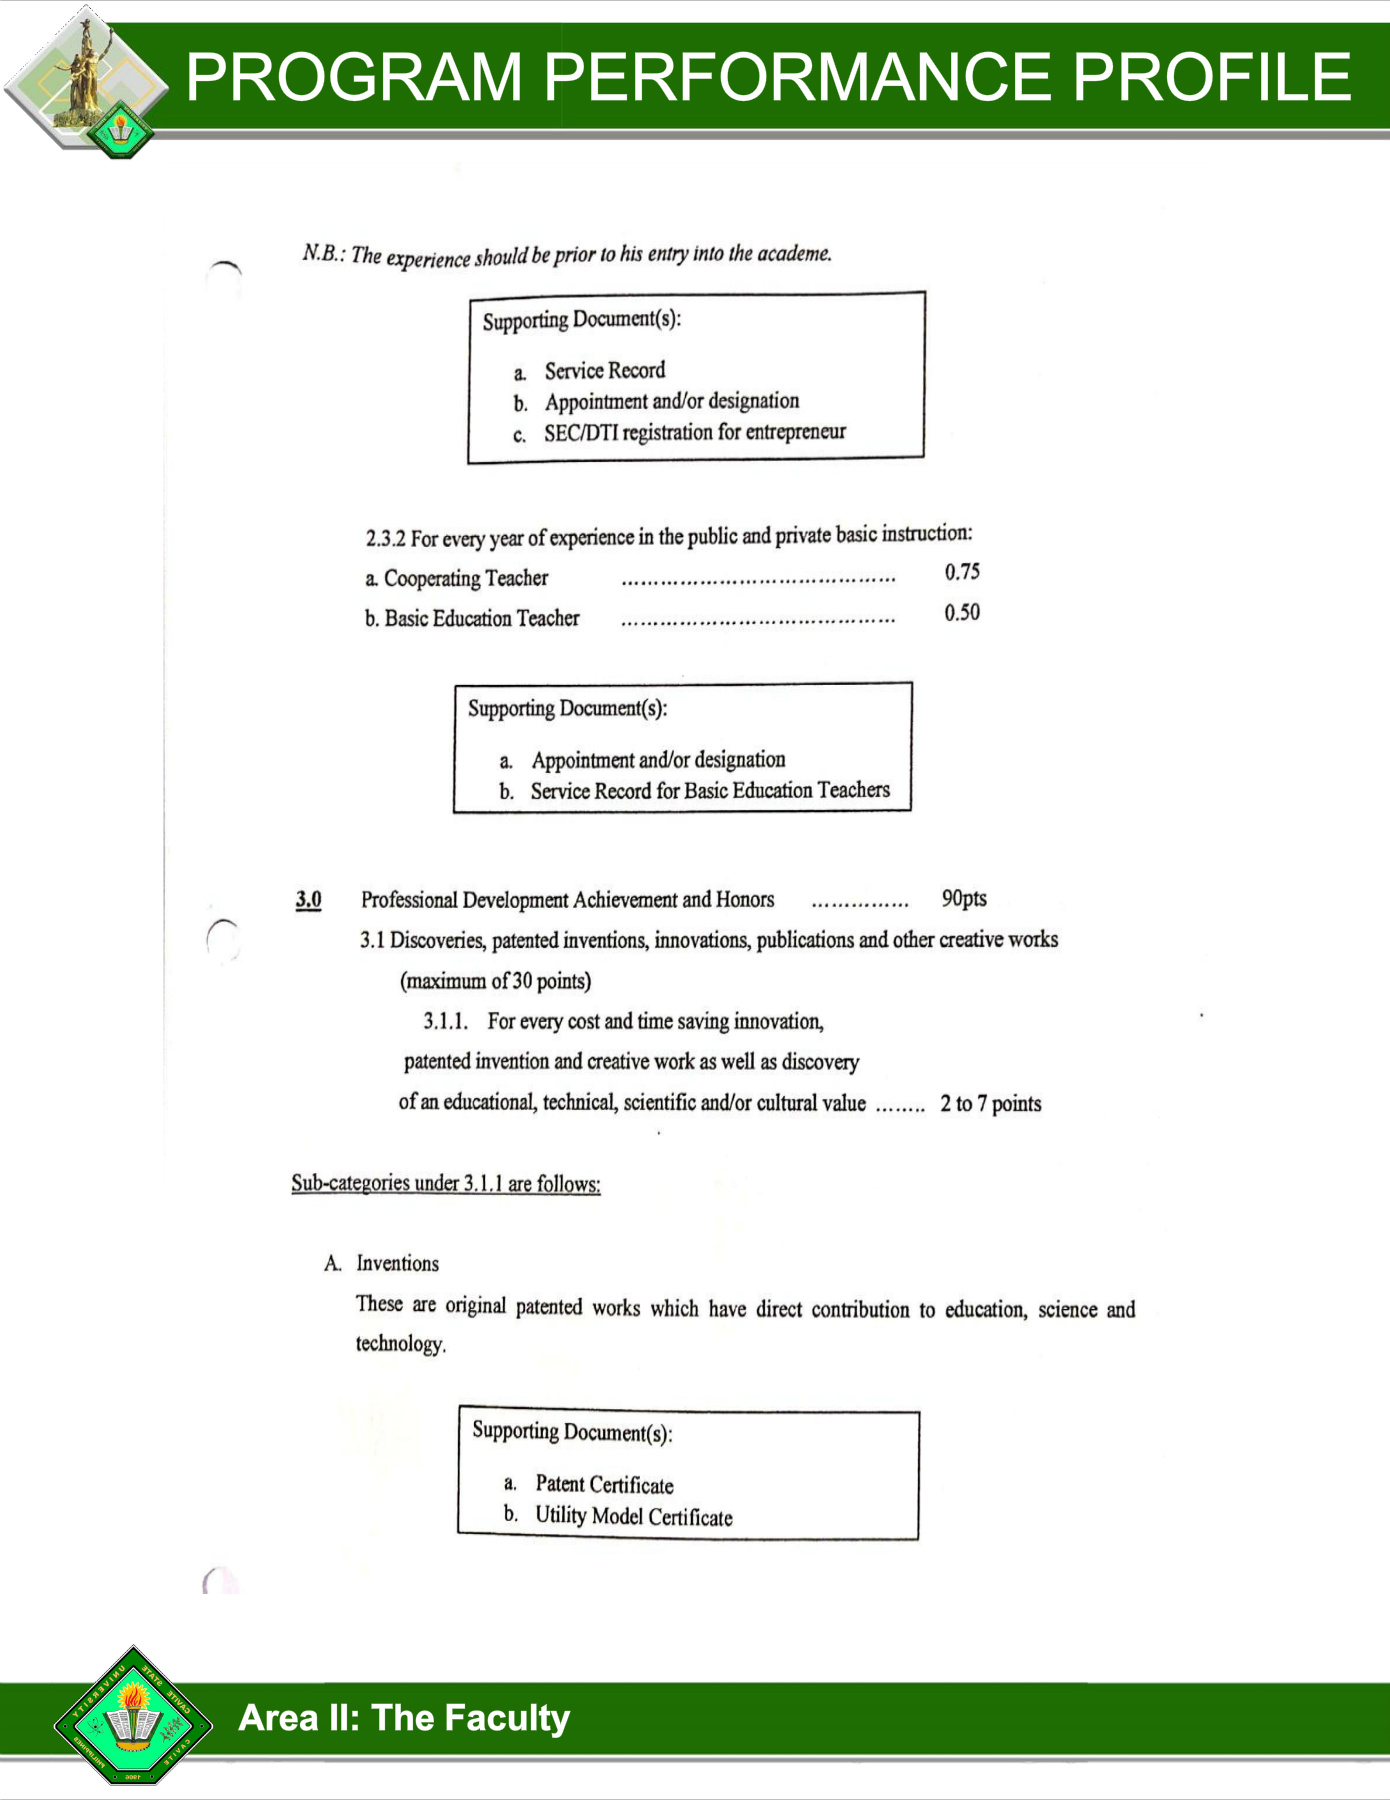 PROGRAM PERFORMANCE PROFILE
N.B.: The experience should be prior to his entry into the academe.
Supporting Document(s):
a. Service Record
b. Appointment and/or designation
c. SEC/DTI registration for entrepreneur
2.3.2 For every year of experience in the public and private basic instruction:
a. Cooperating Teacher .......................................... 0.75
b. Basic Education Teacher .......................................... 0.50
Supporting Document(s):
a. Appointment and/or designation
b. Service Record for Basic Education Teachers
3.0 Professional Development Achievement and Honors ............... 90pts
3.1 Discoveries, patented inventions, innovations, publications and other creative works
(maximum of 30 points)
3.1.1. For every cost and time saving innovation,
patented invention and creative work as well as discovery
of an educational, technical, scientific and/or cultural value ........ 2 to 7 points
Sub-categories under 3.1.1 are follows:
A. Inventions
These are original patented works which have direct contribution to education, science and
technology.
Supporting Document(s):
a. Patent Certificate
b. Utility Model Certificate
CAVITE STATE UNIVERSITY
CAVITE
PHILIPPINES
1906
Area II: The Faculty